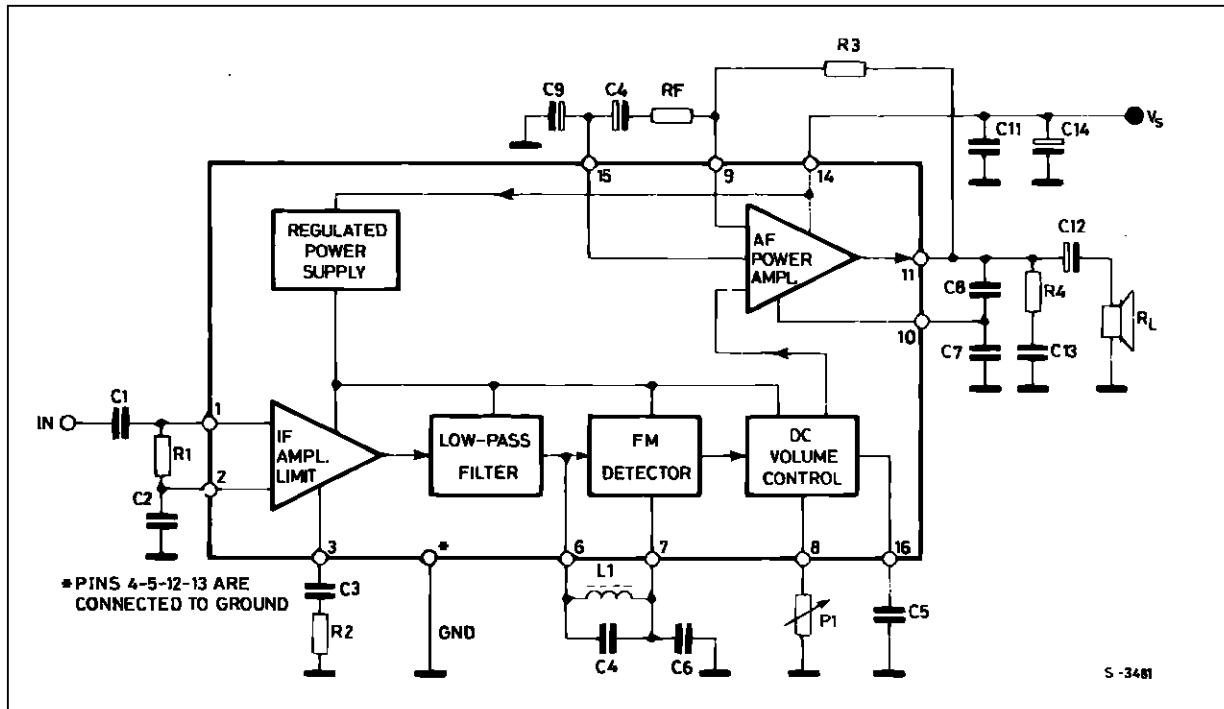 R3
C9
C4
RF
C11
C14
Vs
15
9
14
REGULATED
POWER
SUPPLY
AF
POWER
AMPL.
11
C12
C8
R4
RL
10
C7
C13
IN
C1
1
R1
IF
AMPL.
LIMIT
LOW-PASS
FILTER
FM
DETECTOR
DC
VOLUME
CONTROL
2
C2
3
*
6
7
8
16
* PINS 4-5-12-13 ARE
CONNECTED TO GROUND
C3
R2
GND
L1
C4
C6
P1
C5
S-3481